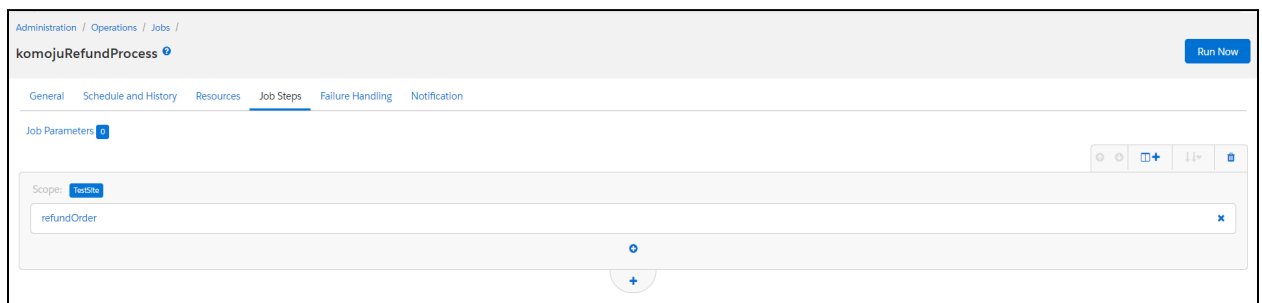 Administration / Operations / Jobs /
komojuRefundProcess
Run Now
General Schedule and History Resources Job Steps Failure Handling Notification
Job Parameters 0
Scope: TestSite
refundOrder